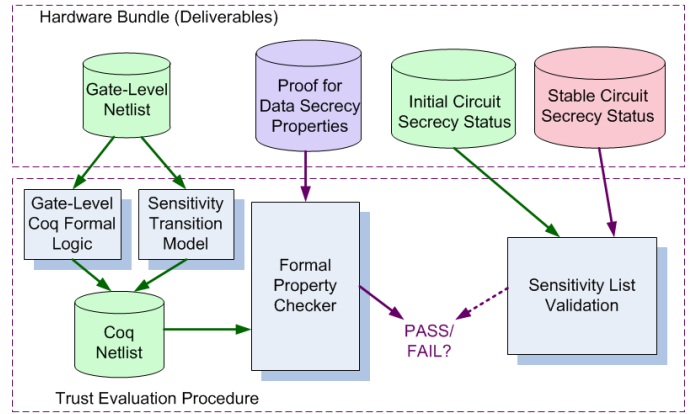 Hardware Bundle (Deliverables)
Gate-Level
Netlist
Proof for
Data Secrecy
Properties
Initial Circuit
Secrecy Status
Stable Circuit
Secrecy Status
Gate-Level
Coq Formal
Logic
Sensitivity
Transition
Model
Formal
Property
Checker
Sensitivity List
Validation
PASS/
FAIL?
Coq
Netlist
Trust Evaluation Procedure